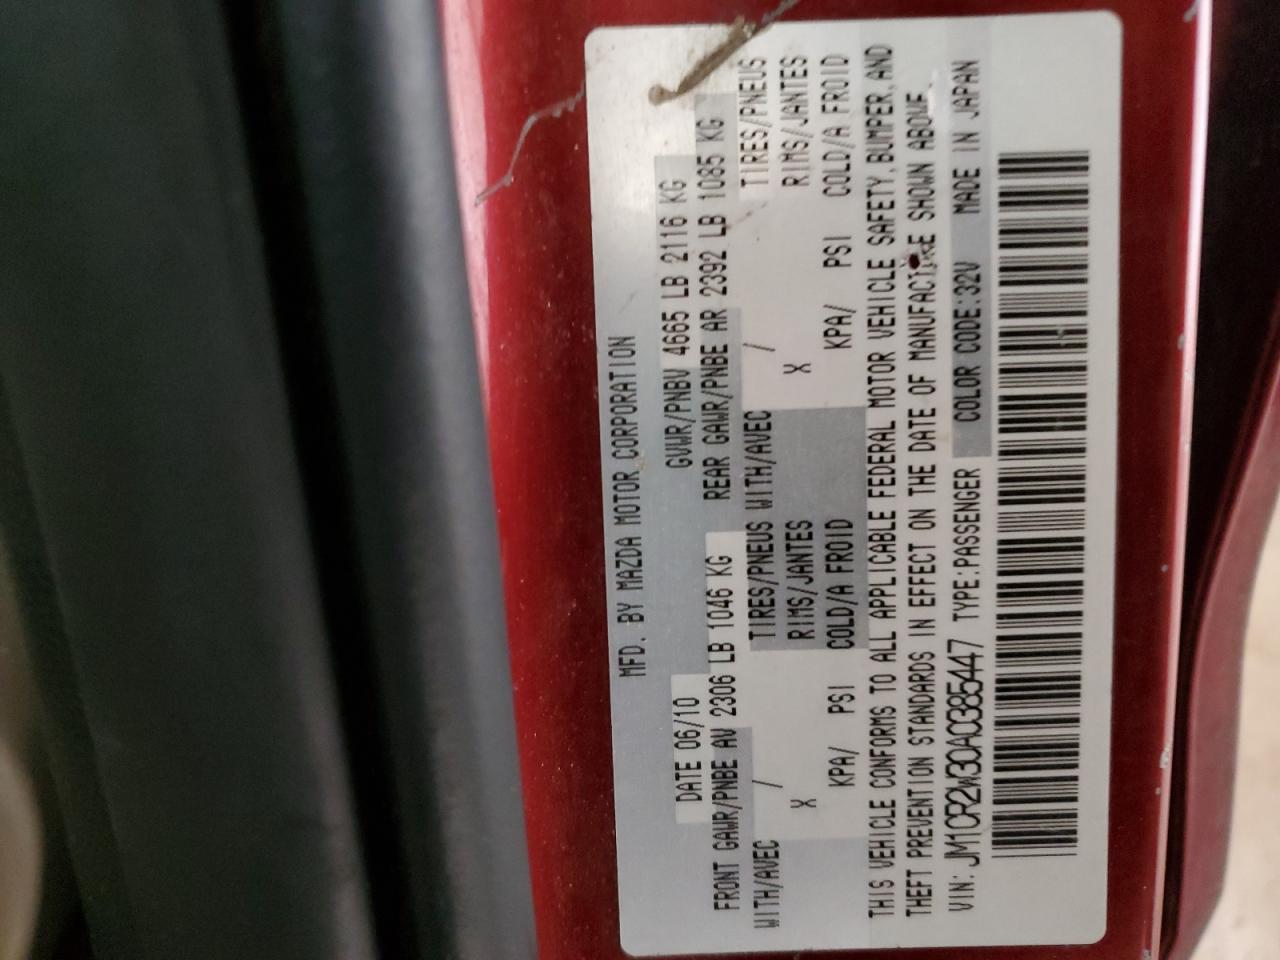 MFD. BY MAZDA MOTOR CORPORATION
DATE 06/10 GVWR/PNBV 4665 LB 2116 KG
FRONT GAWR/PNBE AV 2306 LB 1046 KG REAR GAWR/PNBE AR 2392 LB 1085 KG
WITH/AVEC / TIRES/PNEUS WITH/AVEC / TIRES/PNEUS
X RIMS/JANTES X RIMS/JANTES
KPA/ PSI COLD/A FROID KPA/ PSI COLD/A FROID
THIS VEHICLE CONFORMS TO ALL APPLICABLE FEDERAL MOTOR VEHICLE SAFETY, BUMPER, AND
THEFT PREVENTION STANDARDS IN EFFECT ON THE DATE OF MANUFACTURE SHOWN ABOVE.
VIN: JM1CR2W30A0385447 TYPE:PASSENGER COLOR CODE:32V MADE IN JAPAN